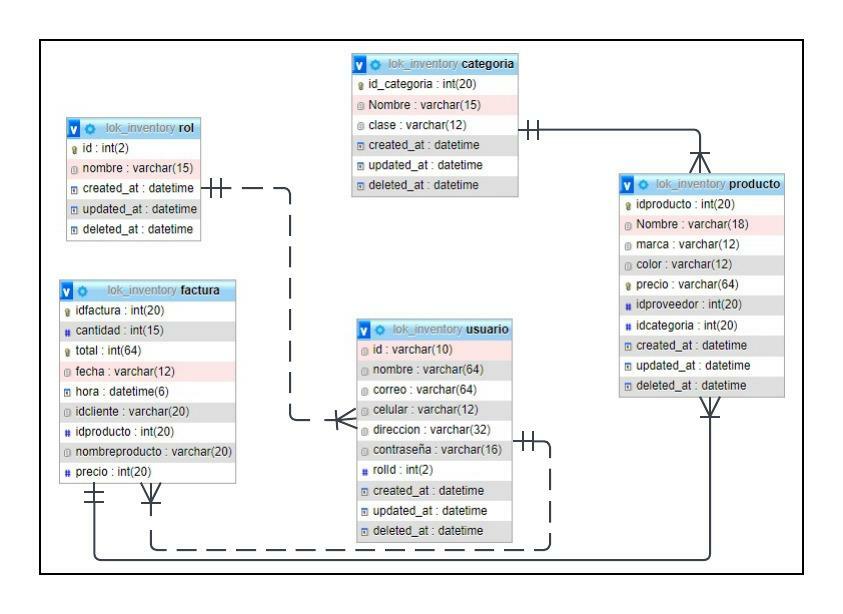 lok_inventory categoria
id_categoria : int(20)
Nombre : varchar(15)
clase : varchar(12)
created_at : datetime
updated_at : datetime
deleted_at : datetime
lok_inventory rol
id : int(2)
nombre : varchar(15)
created_at : datetime
updated_at : datetime
deleted_at : datetime
lok_inventory producto
idproducto : int(20)
Nombre : varchar(18)
marca : varchar(12)
color : varchar(12)
precio : varchar(64)
idproveedor : int(20)
idcategoria : int(20)
created_at : datetime
updated_at : datetime
deleted_at : datetime
lok_inventory factura
idfactura : int(20)
cantidad : int(15)
total : int(64)
fecha : varchar(12)
hora : datetime(6)
idcliente : varchar(20)
idproducto : int(20)
nombreproducto : varchar(20)
precio : int(20)
lok_inventory usuario
id : varchar(10)
nombre : varchar(64)
correo : varchar(64)
celular : varchar(12)
direccion : varchar(32)
contraseña : varchar(16)
rolId : int(2)
created_at : datetime
updated_at : datetime
deleted_at : datetime